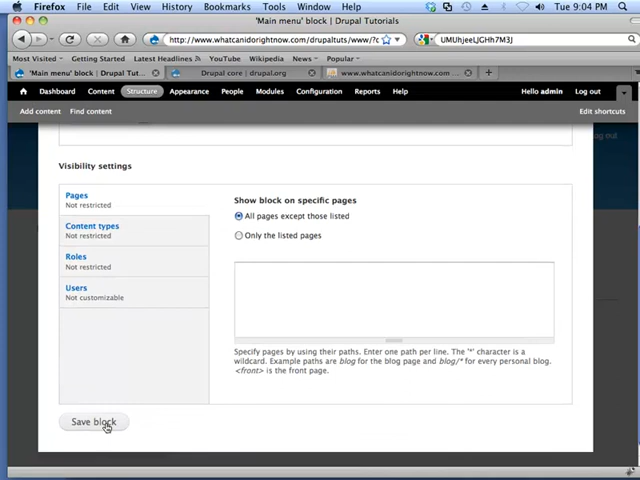 Firefox File Edit View History Bookmarks Tools Window Help Tue 9:04 PM
'Main menu' block | Drupal Tutorials
http://www.whatcanidorightnow.com/drupaltuts/www/?c
Most Visited Getting Started Latest Headlines YouTube Wikipedia News Popular
'Main menu' block | Drupal Tut... Drupal core | drupal.org www.whatcanidorightnow.com ...
Dashboard Content Structure Appearance People Modules Configuration Reports Help Hello admin Log out
Add content Find content Edit shortcuts
og out
Visibility settings
Pages
Not restricted
Content types
Not restricted
Roles
Not restricted
Users
Not customizable
Show block on specific pages
All pages except those listed
Only the listed pages
Specify pages by using their paths. Enter one path per line. The '*' character is a
wildcard. Example paths are blog for the blog page and blog/* for every personal blog.
<front> is the front page.
Save block